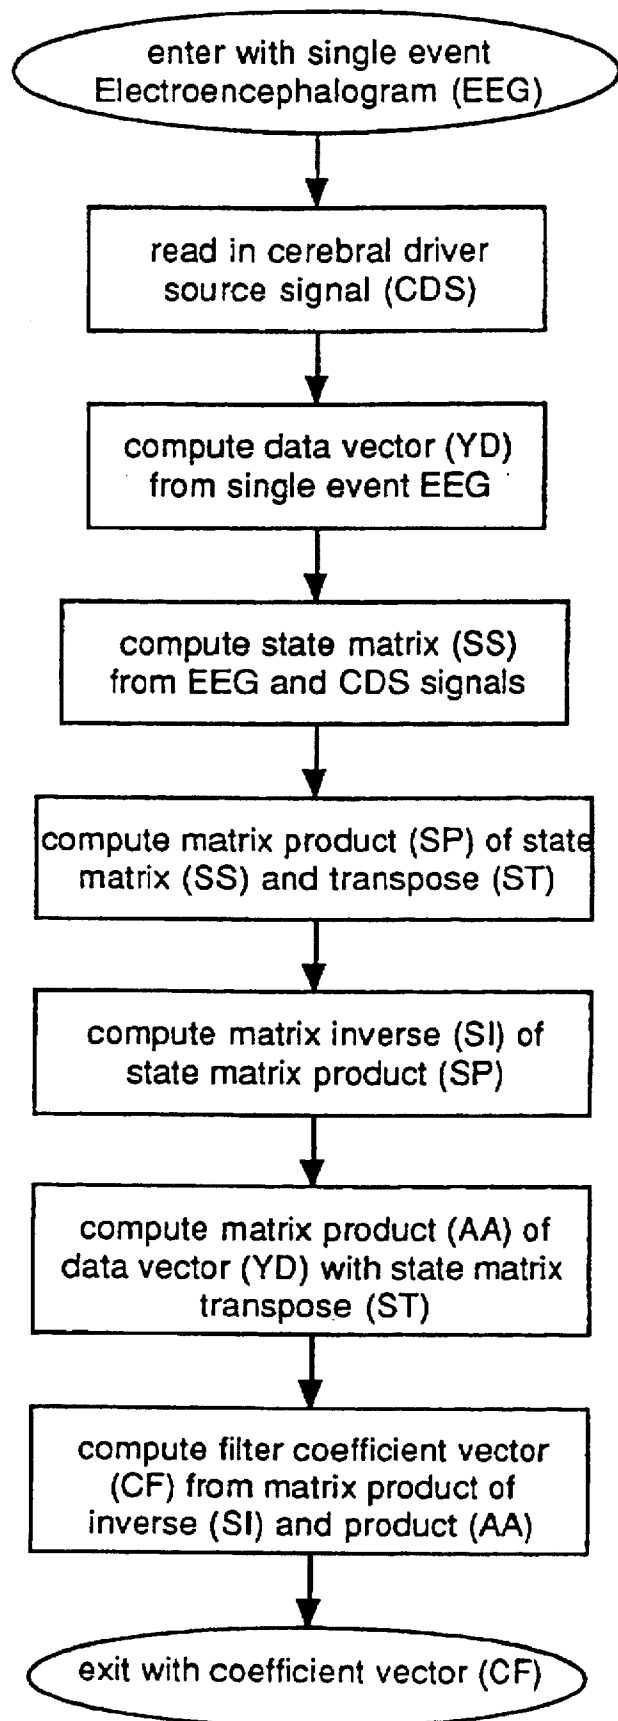 enter with single event
Electroencephalogram (EEG)
read in cerebral driver
source signal (CDS)
compute data vector (YD)
from single event EEG
compute state matrix (SS)
from EEG and CDS signals
compute matrix product (SP) of state
matrix (SS) and transpose (ST)
compute matrix inverse (SI) of
state matrix product (SP)
compute matrix product (AA) of
data vector (YD) with state matrix
transpose (ST)
compute filter coefficient vector
(CF) from matrix product of
inverse (SI) and product (AA)
exit with coefficient vector (CF)